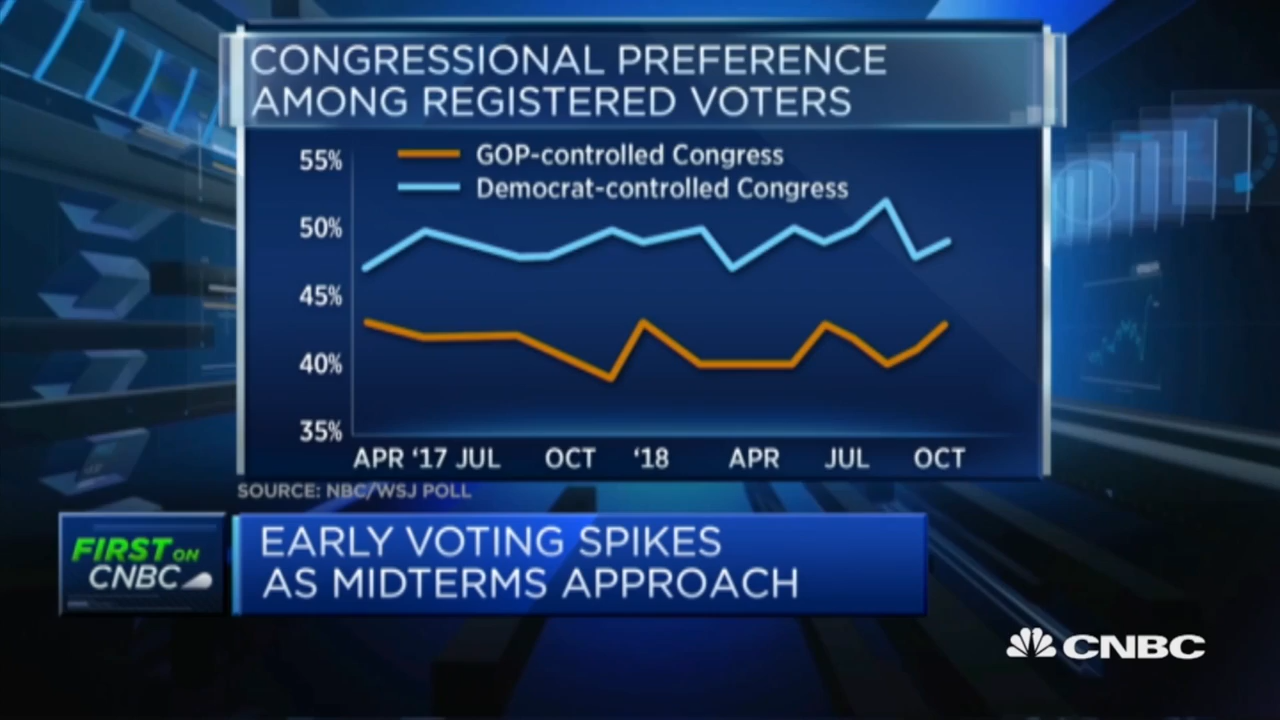 CONGRESSIONAL PREFERENCE
AMONG REGISTERED VOTERS
55%
GOP-controlled Congress
Democrat-controlled Congress
50%
45%
40%
35%
APR ‘17 JUL OCT ‘18 APR JUL OCT
SOURCE: NBC/WSJ POLL
FIRST ON
CNBC
EARLY VOTING SPIKES
AS MIDTERMS APPROACH
CNBC